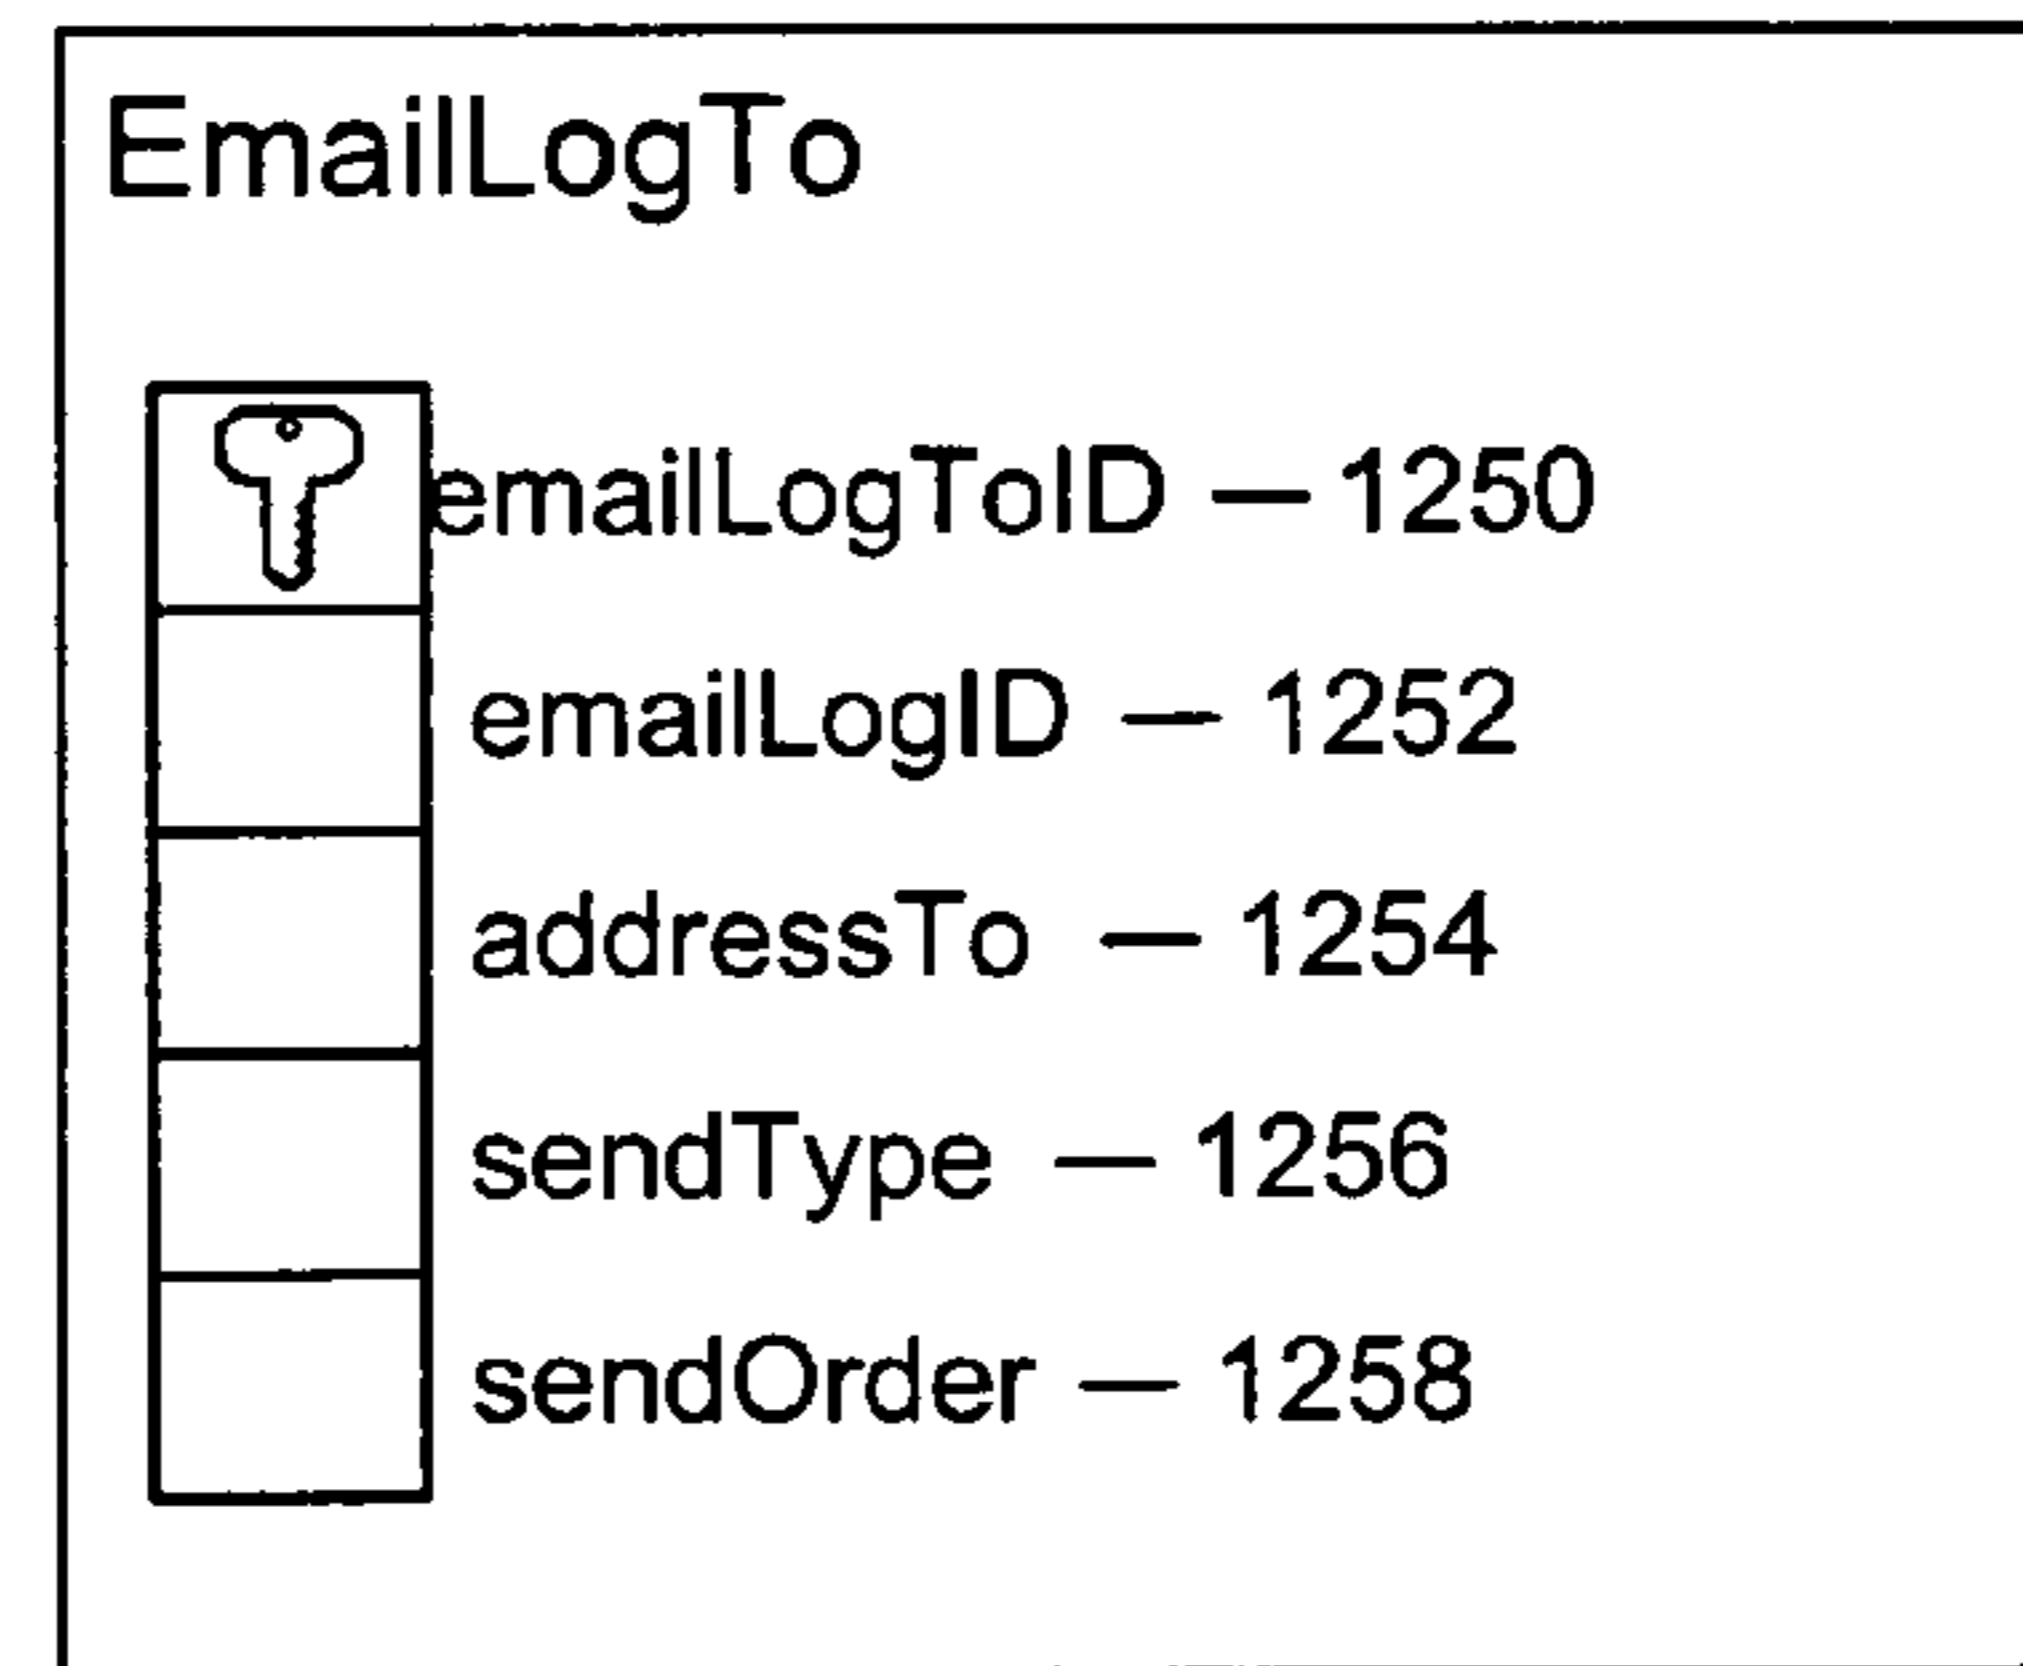 EmailLogTo
emailLogToID — 1250
emailLogID — 1252
addressTo — 1254
sendType — 1256
sendOrder — 1258